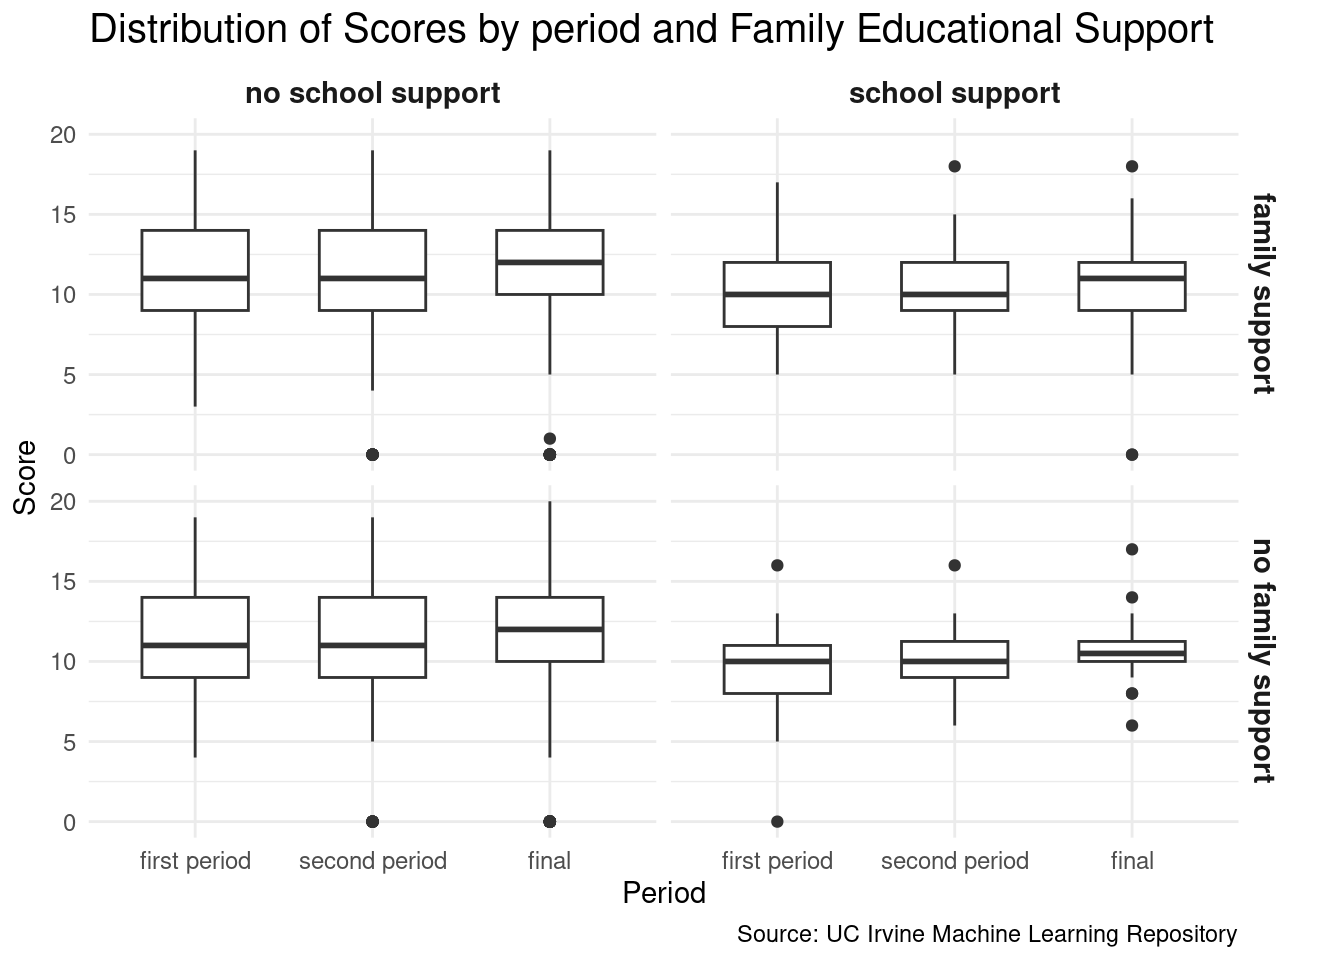 Distribution of Scores by period and Family Educational Support
no school support
school support
20
15
10
5
0
family support
Score
20
15
10
5
0
no family support
first period
second period
final
first period
second period
final
Period
Source: UC Irvine Machine Learning Repository